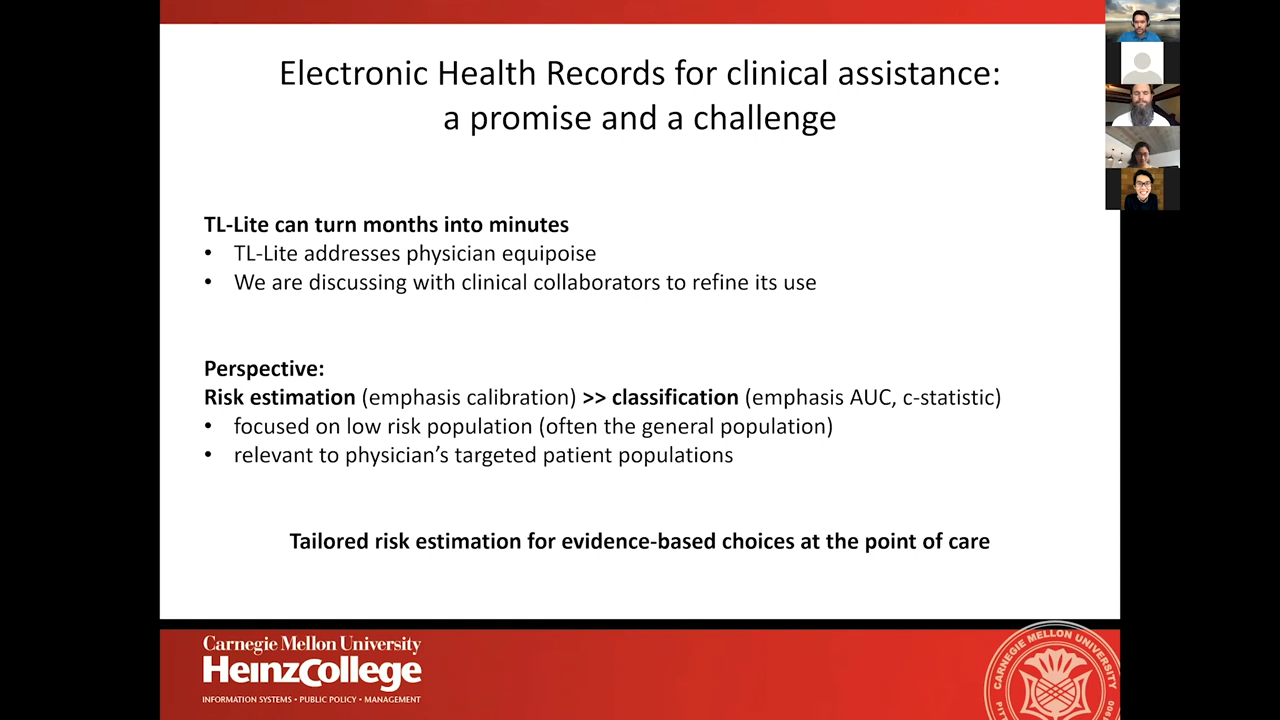 Electronic Health Records for clinical assistance:
a promise and a challenge
TL-Lite can turn months into minutes
• TL-Lite addresses physician equipoise
• We are discussing with clinical collaborators to refine its use
Perspective:
Risk estimation (emphasis calibration) >> classification (emphasis AUC, c-statistic)
• focused on low risk population (often the general population)
• relevant to physician’s targeted patient populations
Tailored risk estimation for evidence-based choices at the point of care
Carnegie Mellon University
HeinzCollege
INFORMATION SYSTEMS • PUBLIC POLICY • MANAGEMENT
CARNEGIE MELLON UNIVERSITY